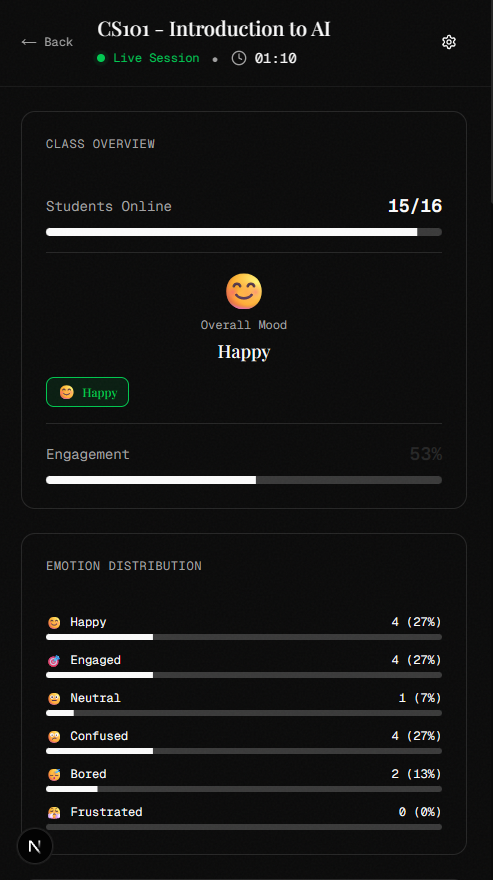 ← Back
CS101 - Introduction to AI
Live Session • 01:10
CLASS OVERVIEW
Students Online 15/16
Overall Mood
Happy
😊 Happy
Engagement 53%
EMOTION DISTRIBUTION
Happy 4 (27%)
Engaged 4 (27%)
Neutral 1 (7%)
Confused 4 (27%)
Bored 2 (13%)
Frustrated 0 (0%)
N